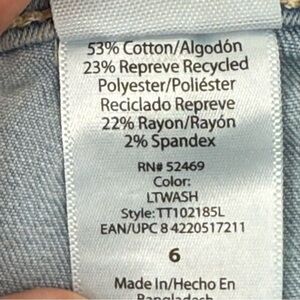 53% Cotton/Algodón
23% Repreve Recycled
Polyester/Poliéster
Reciclado Repreve
22% Rayon/Rayón
2% Spandex
RN# 52469
Color:
LTWASH
Style:TT102185L
EAN/UPC 8 4220517211
6
Made In/Hecho En
Bangladesh